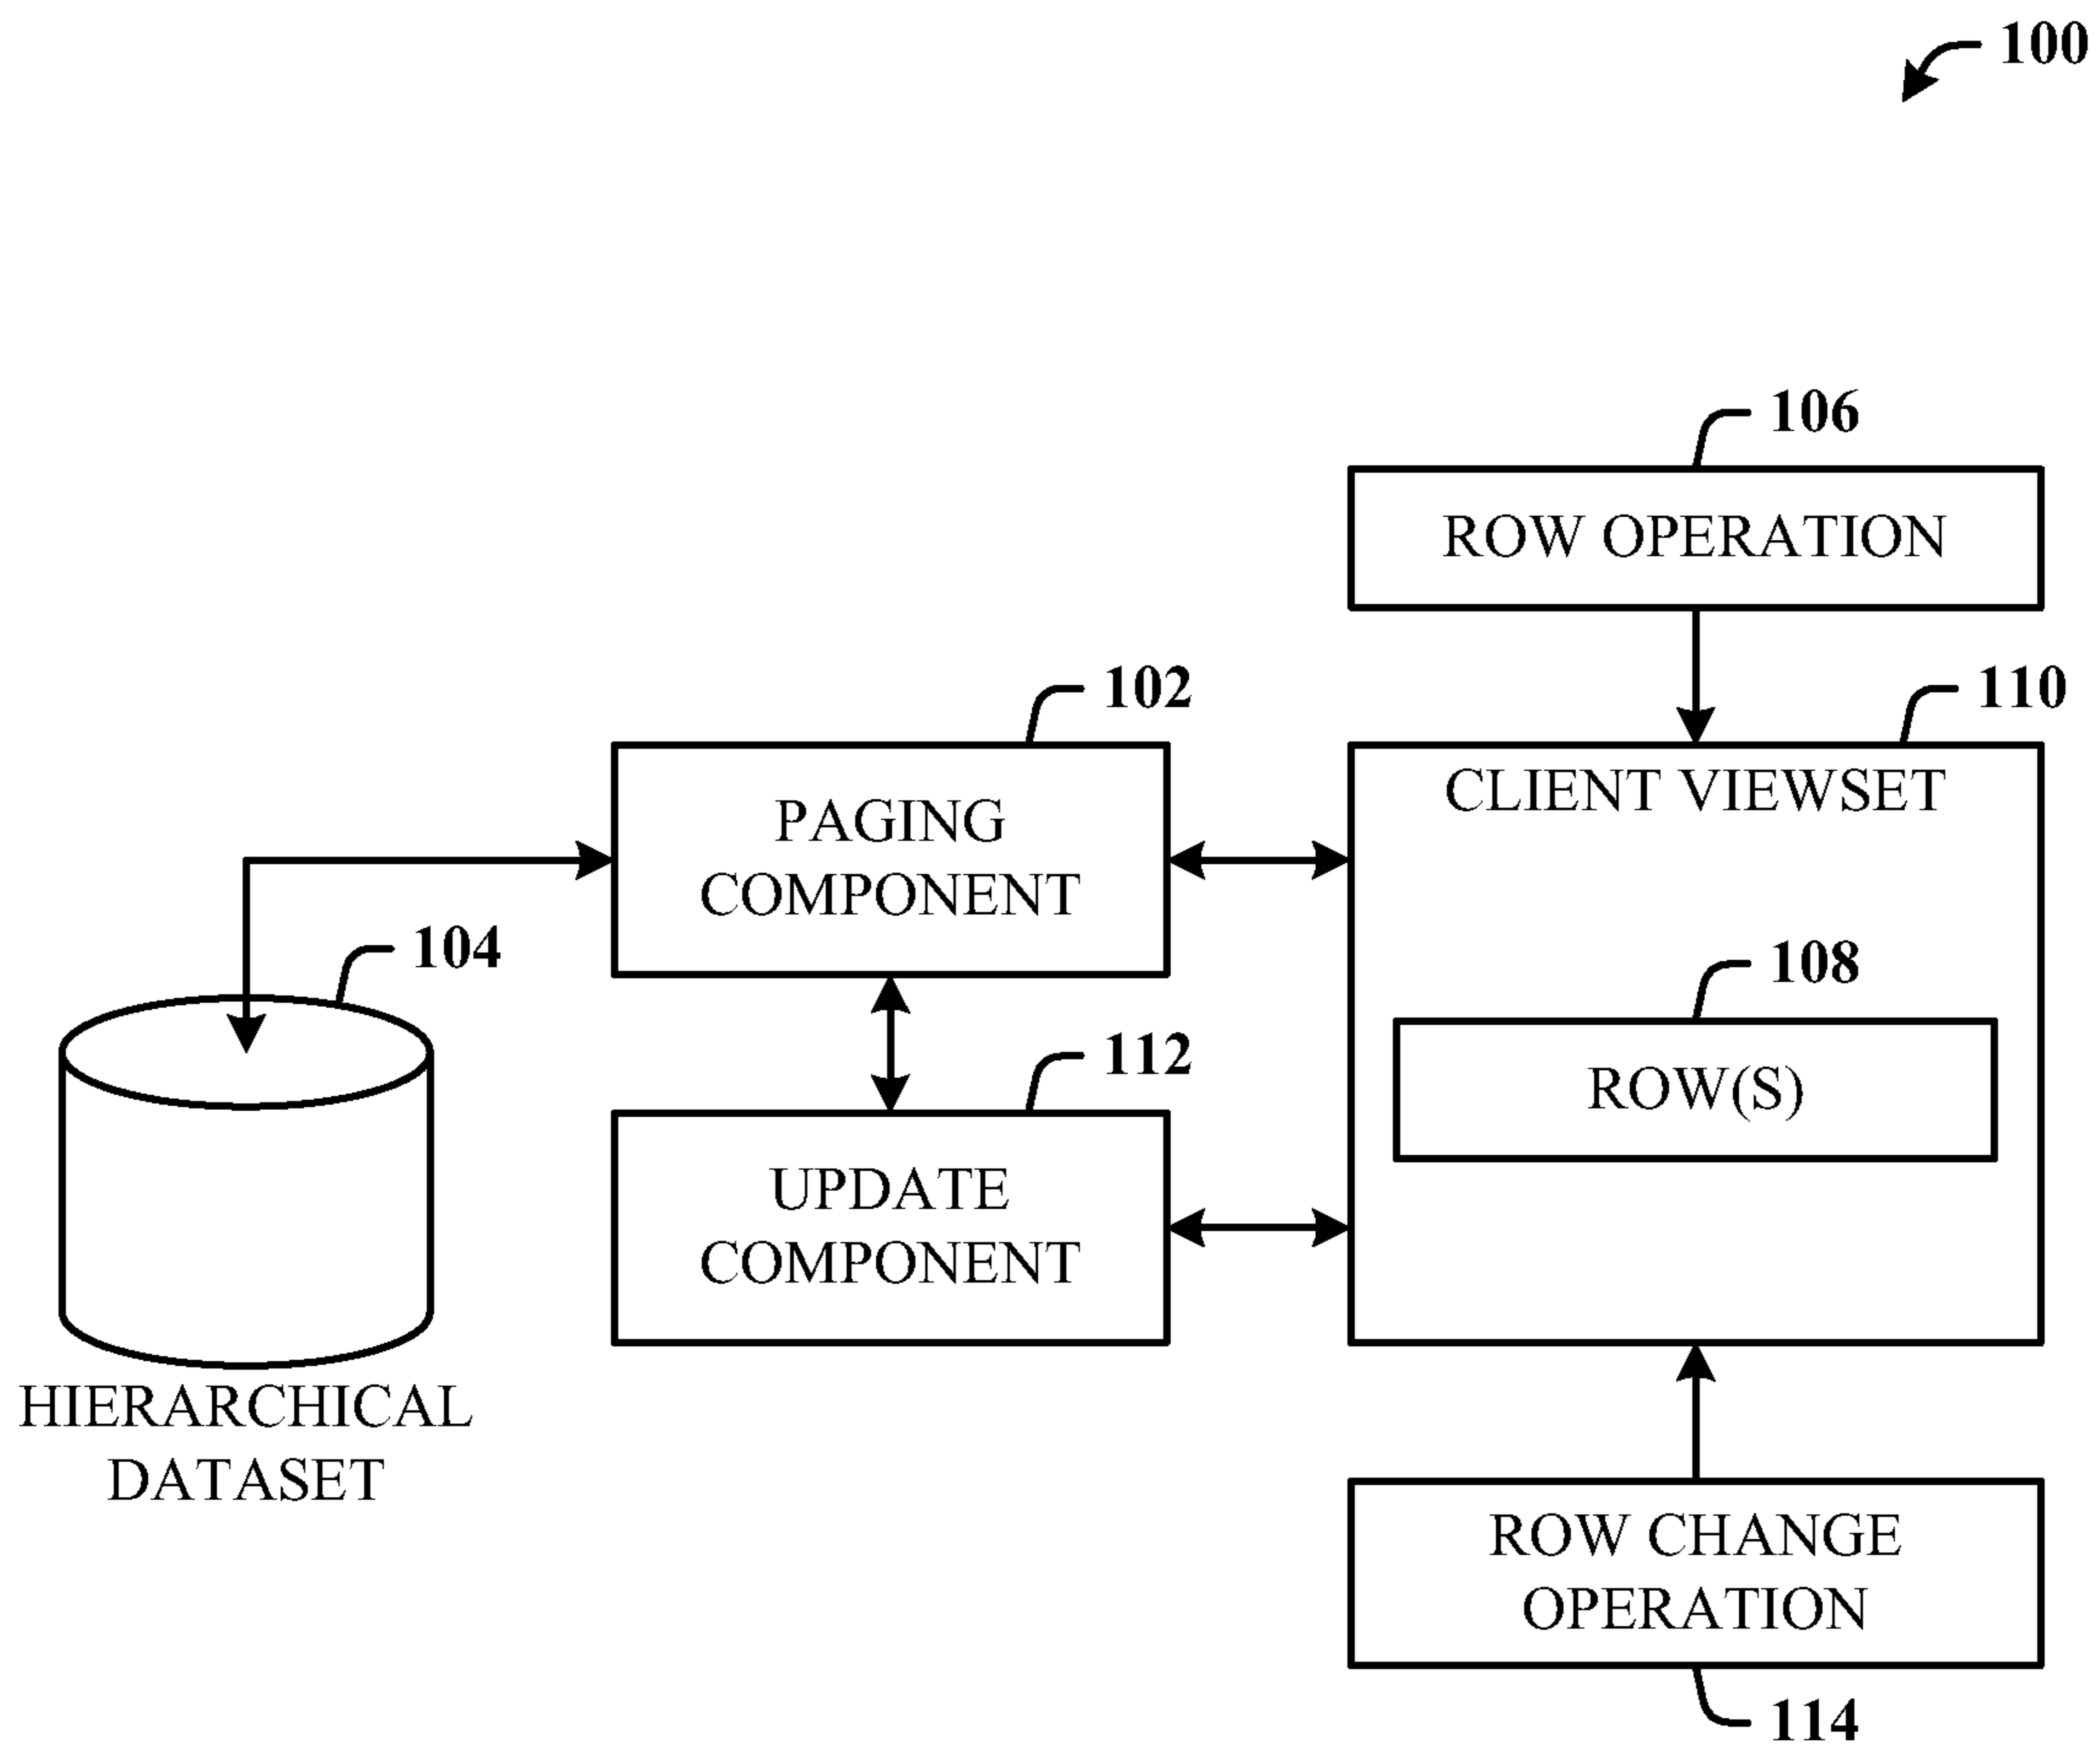 100
106
ROW OPERATION
102
110
PAGING
COMPONENT
CLIENT VIEWSET
104
108
112
ROW(S)
UPDATE
COMPONENT
HIERARCHICAL
DATASET
ROW CHANGE
OPERATION
114